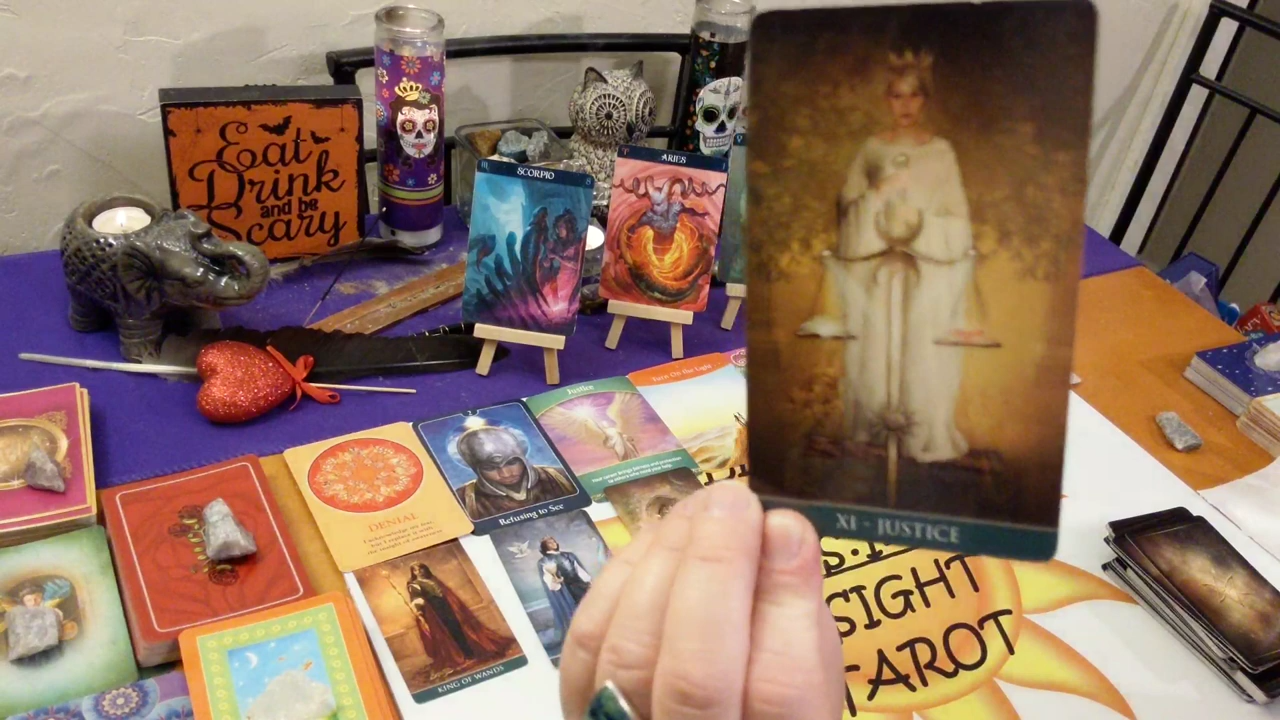 Eat
Drink
and be
Scary
SCORPIO
ARIES
XI - JUSTICE
Justice
Turn On the Light
DENIAL
Refusing to See
KING OF WANDS
SIGHT
TAROT